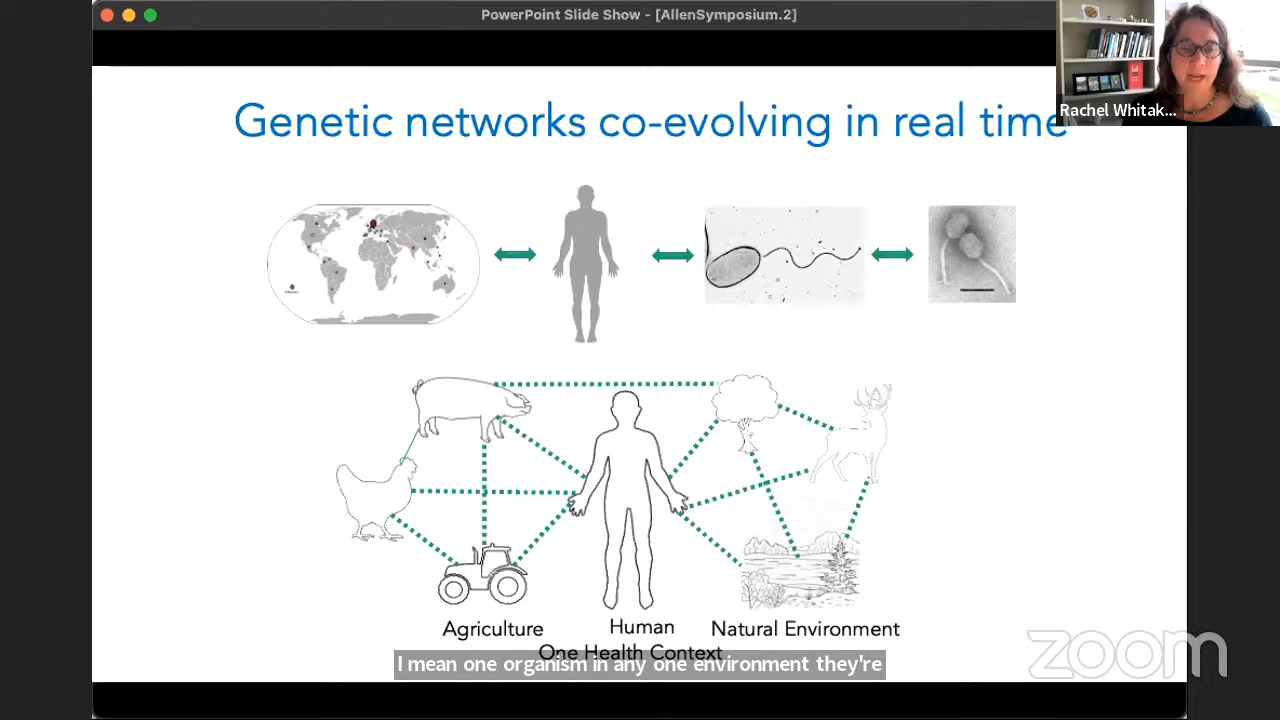 PowerPoint Slide Show - [AllenSymposium.2]
Rachel Whitak...
Genetic networks co-evolving in real time
Agriculture
Human
Natural Environment
One Health Context
I mean one organism in any one environment they're
zoom